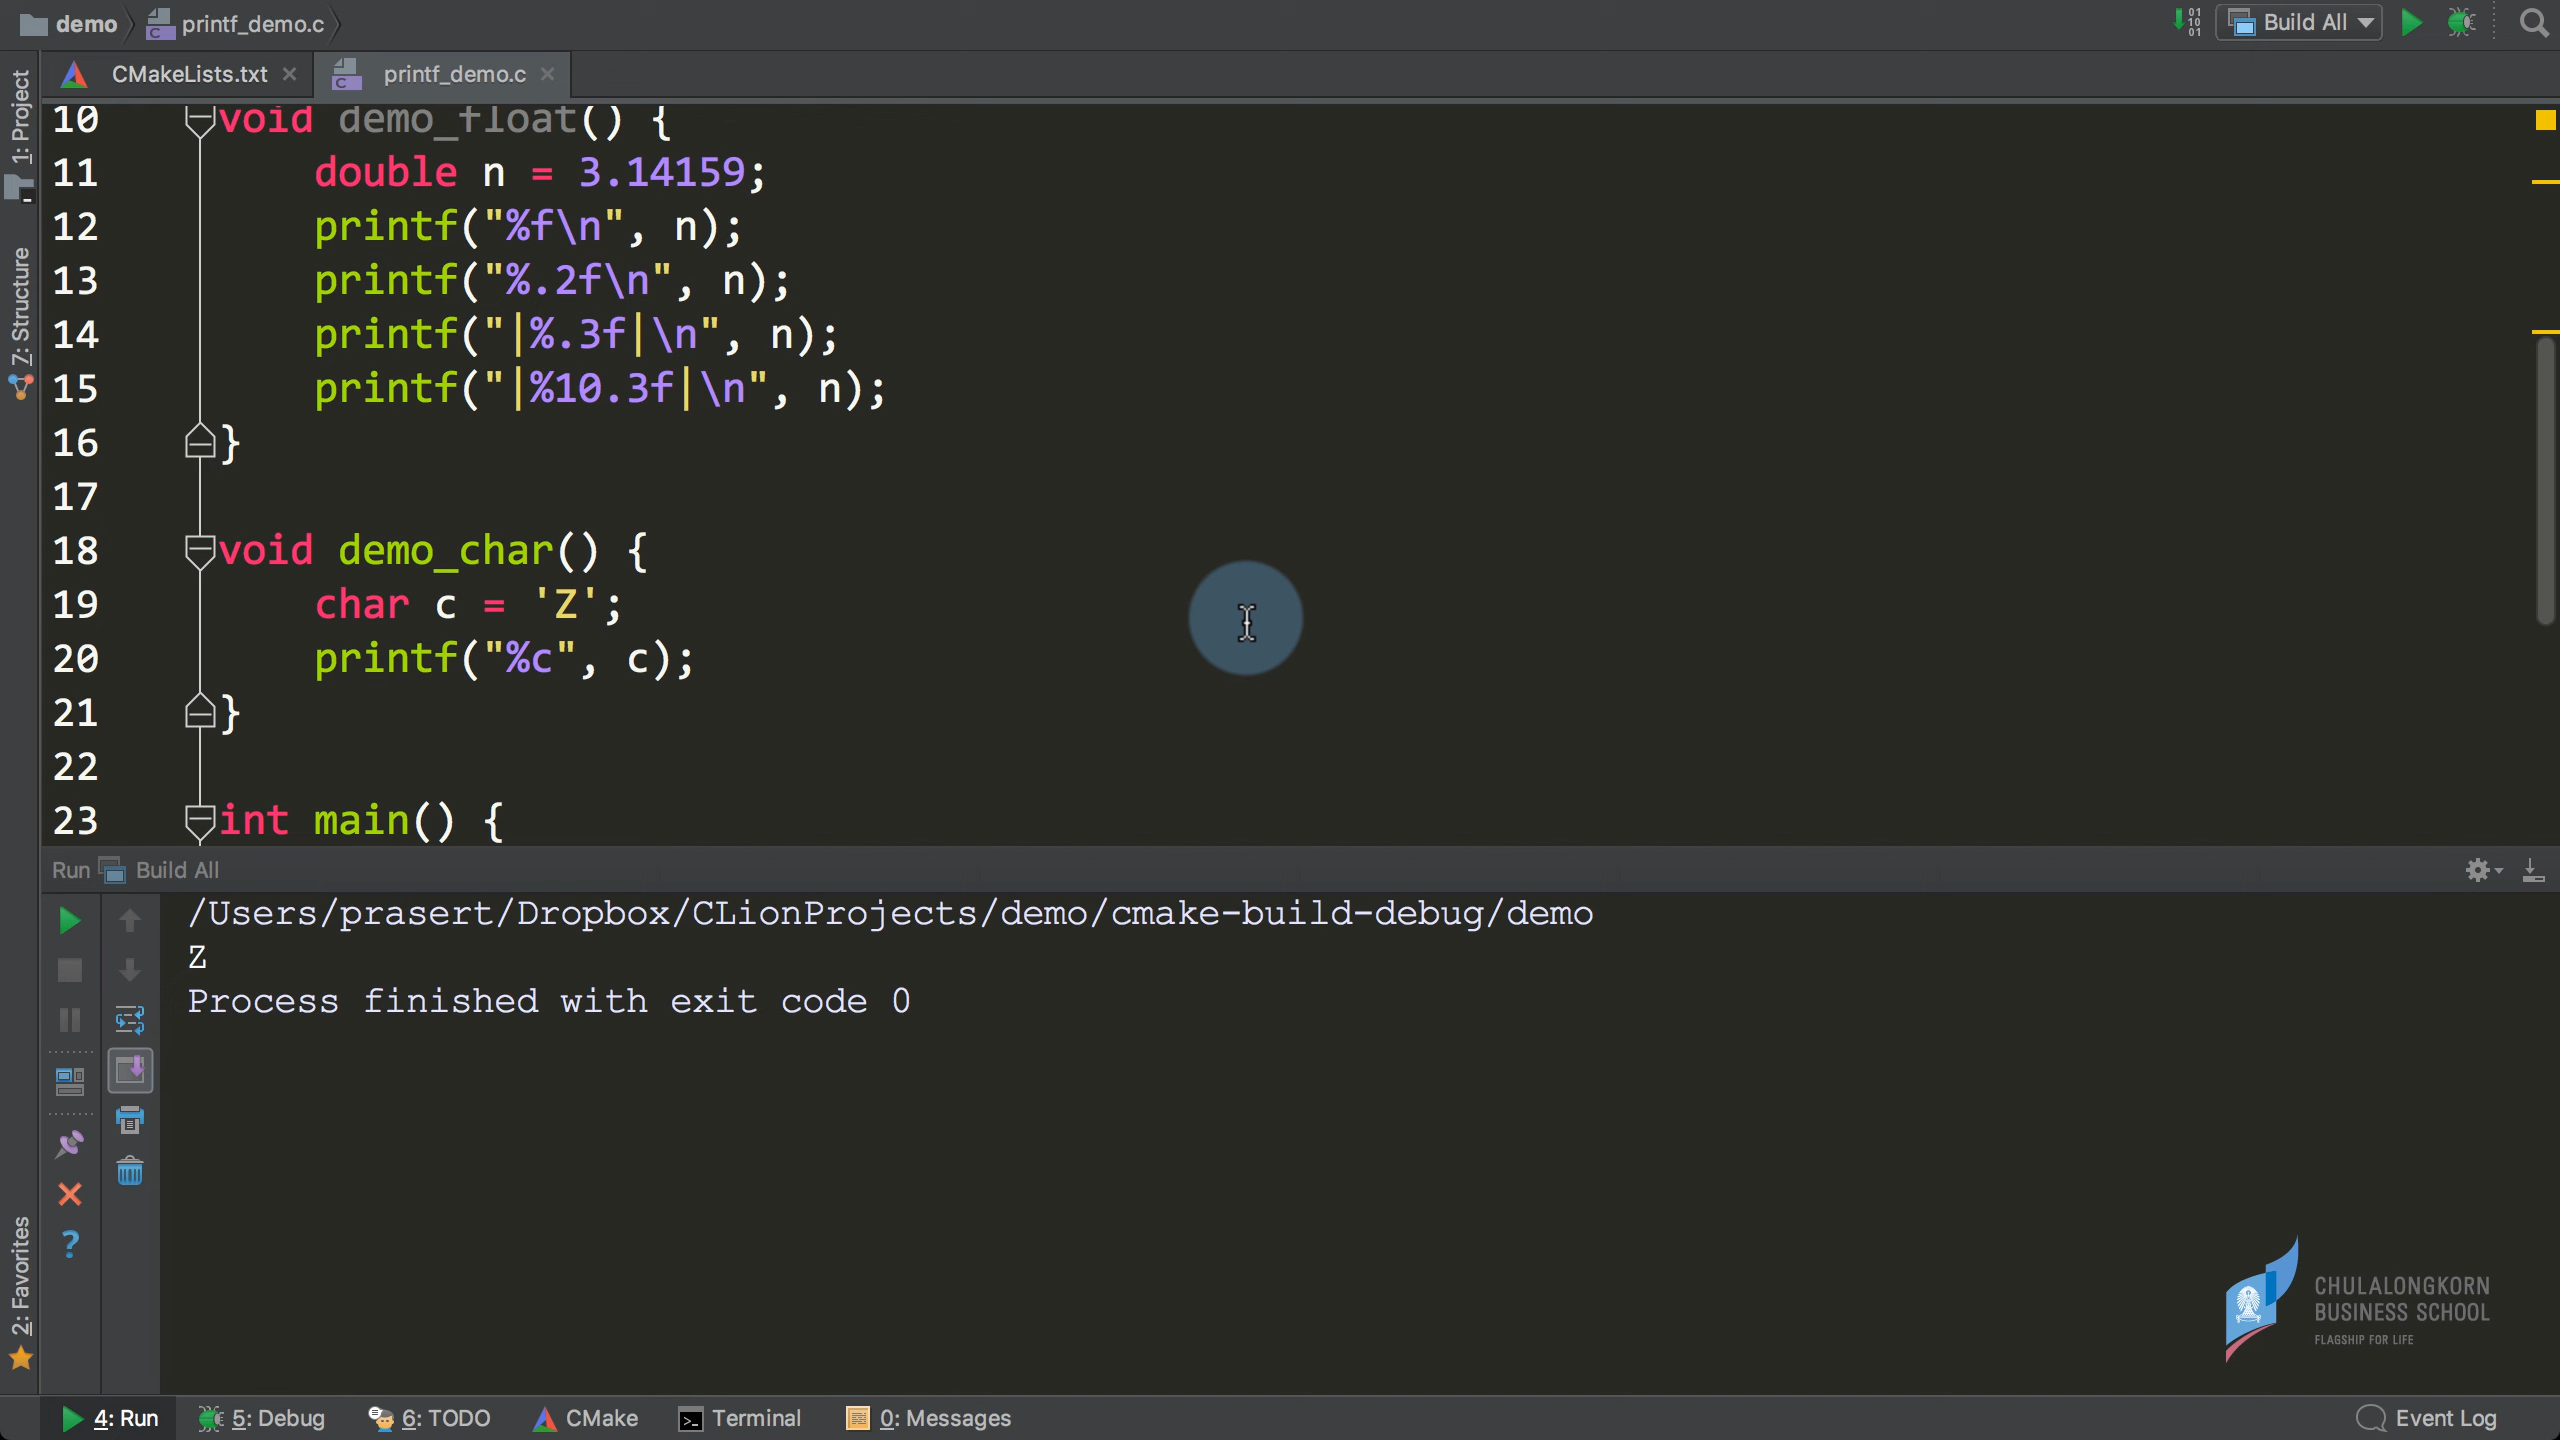 demo printf_demo.c Build All
CMakeLists.txt printf_demo.c
1: Project
7: Structure
2: Favorites
10 void demo_float() {
11 double n = 3.14159;
12 printf("%f\n", n);
13 printf("%.2f\n", n);
14 printf("|%.3f|\n", n);
15 printf("|%10.3f|\n", n);
16 }
17
18 void demo_char() {
19 char c = 'Z';
20 printf("%c", c);
21 }
22
23 int main() {
Run Build All
/Users/prasert/Dropbox/CLionProjects/demo/cmake-build-debug/demo
Z
Process finished with exit code 0
CHULALONGKORN
BUSINESS SCHOOL
FLAGSHIP FOR LIFE
4: Run 5: Debug 6: TODO CMake Terminal 0: Messages Event Log